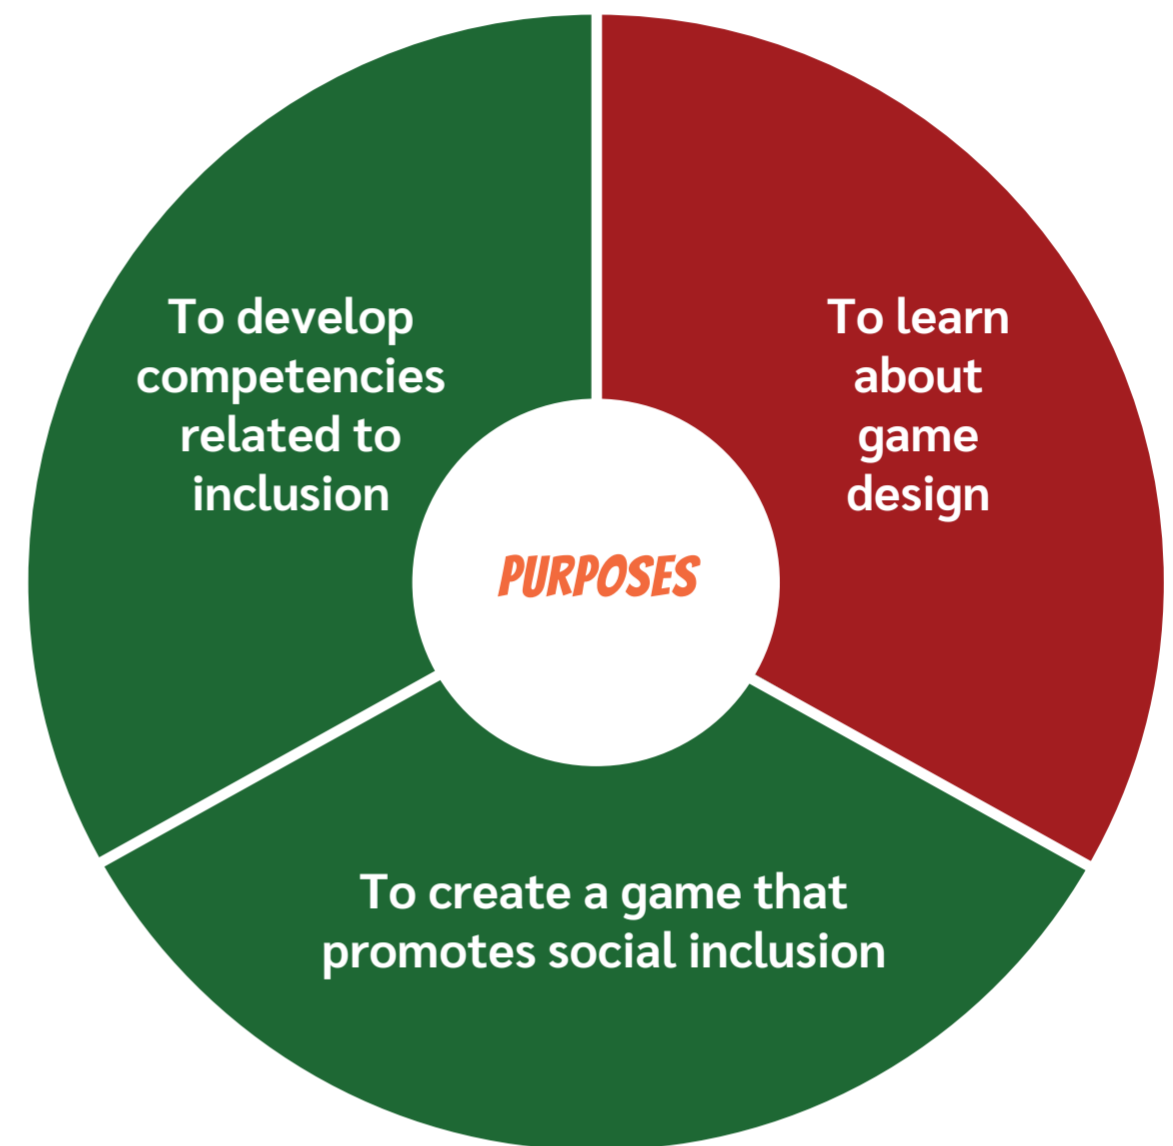 To develop
competencies
related to
inclusion
To learn
about
game
design
PURPOSES
To create a game that
promotes social inclusion